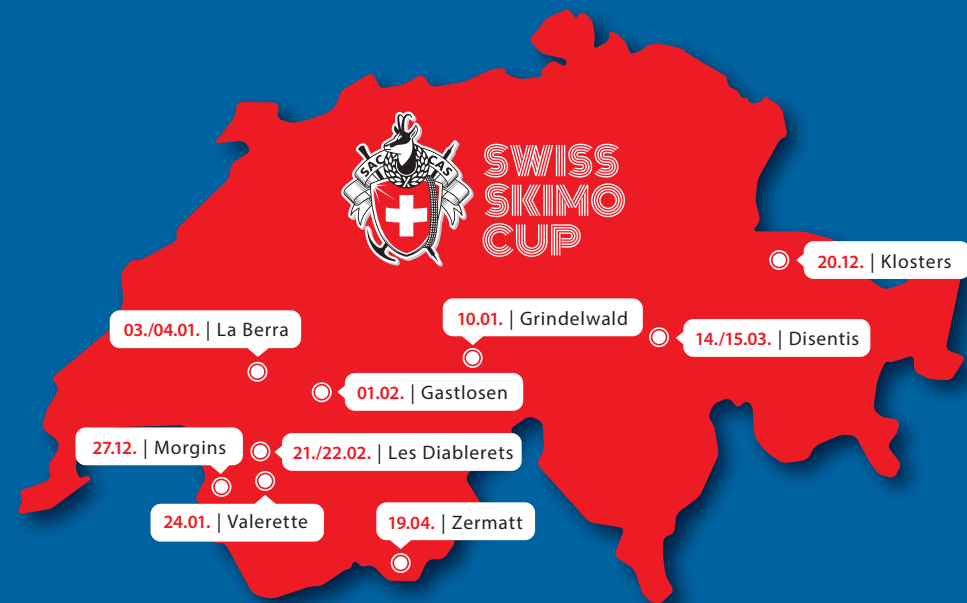 SAC CAS
SWISS
SKIMO
CUP
20.12. | Klosters
03./04.01. | La Berra
10.01. | Grindelwald
14./15.03. | Disentis
01.02. | Gastlosen
27.12. | Morgins
21./22.02. | Les Diablerets
24.01. | Valerette
19.04. | Zermatt